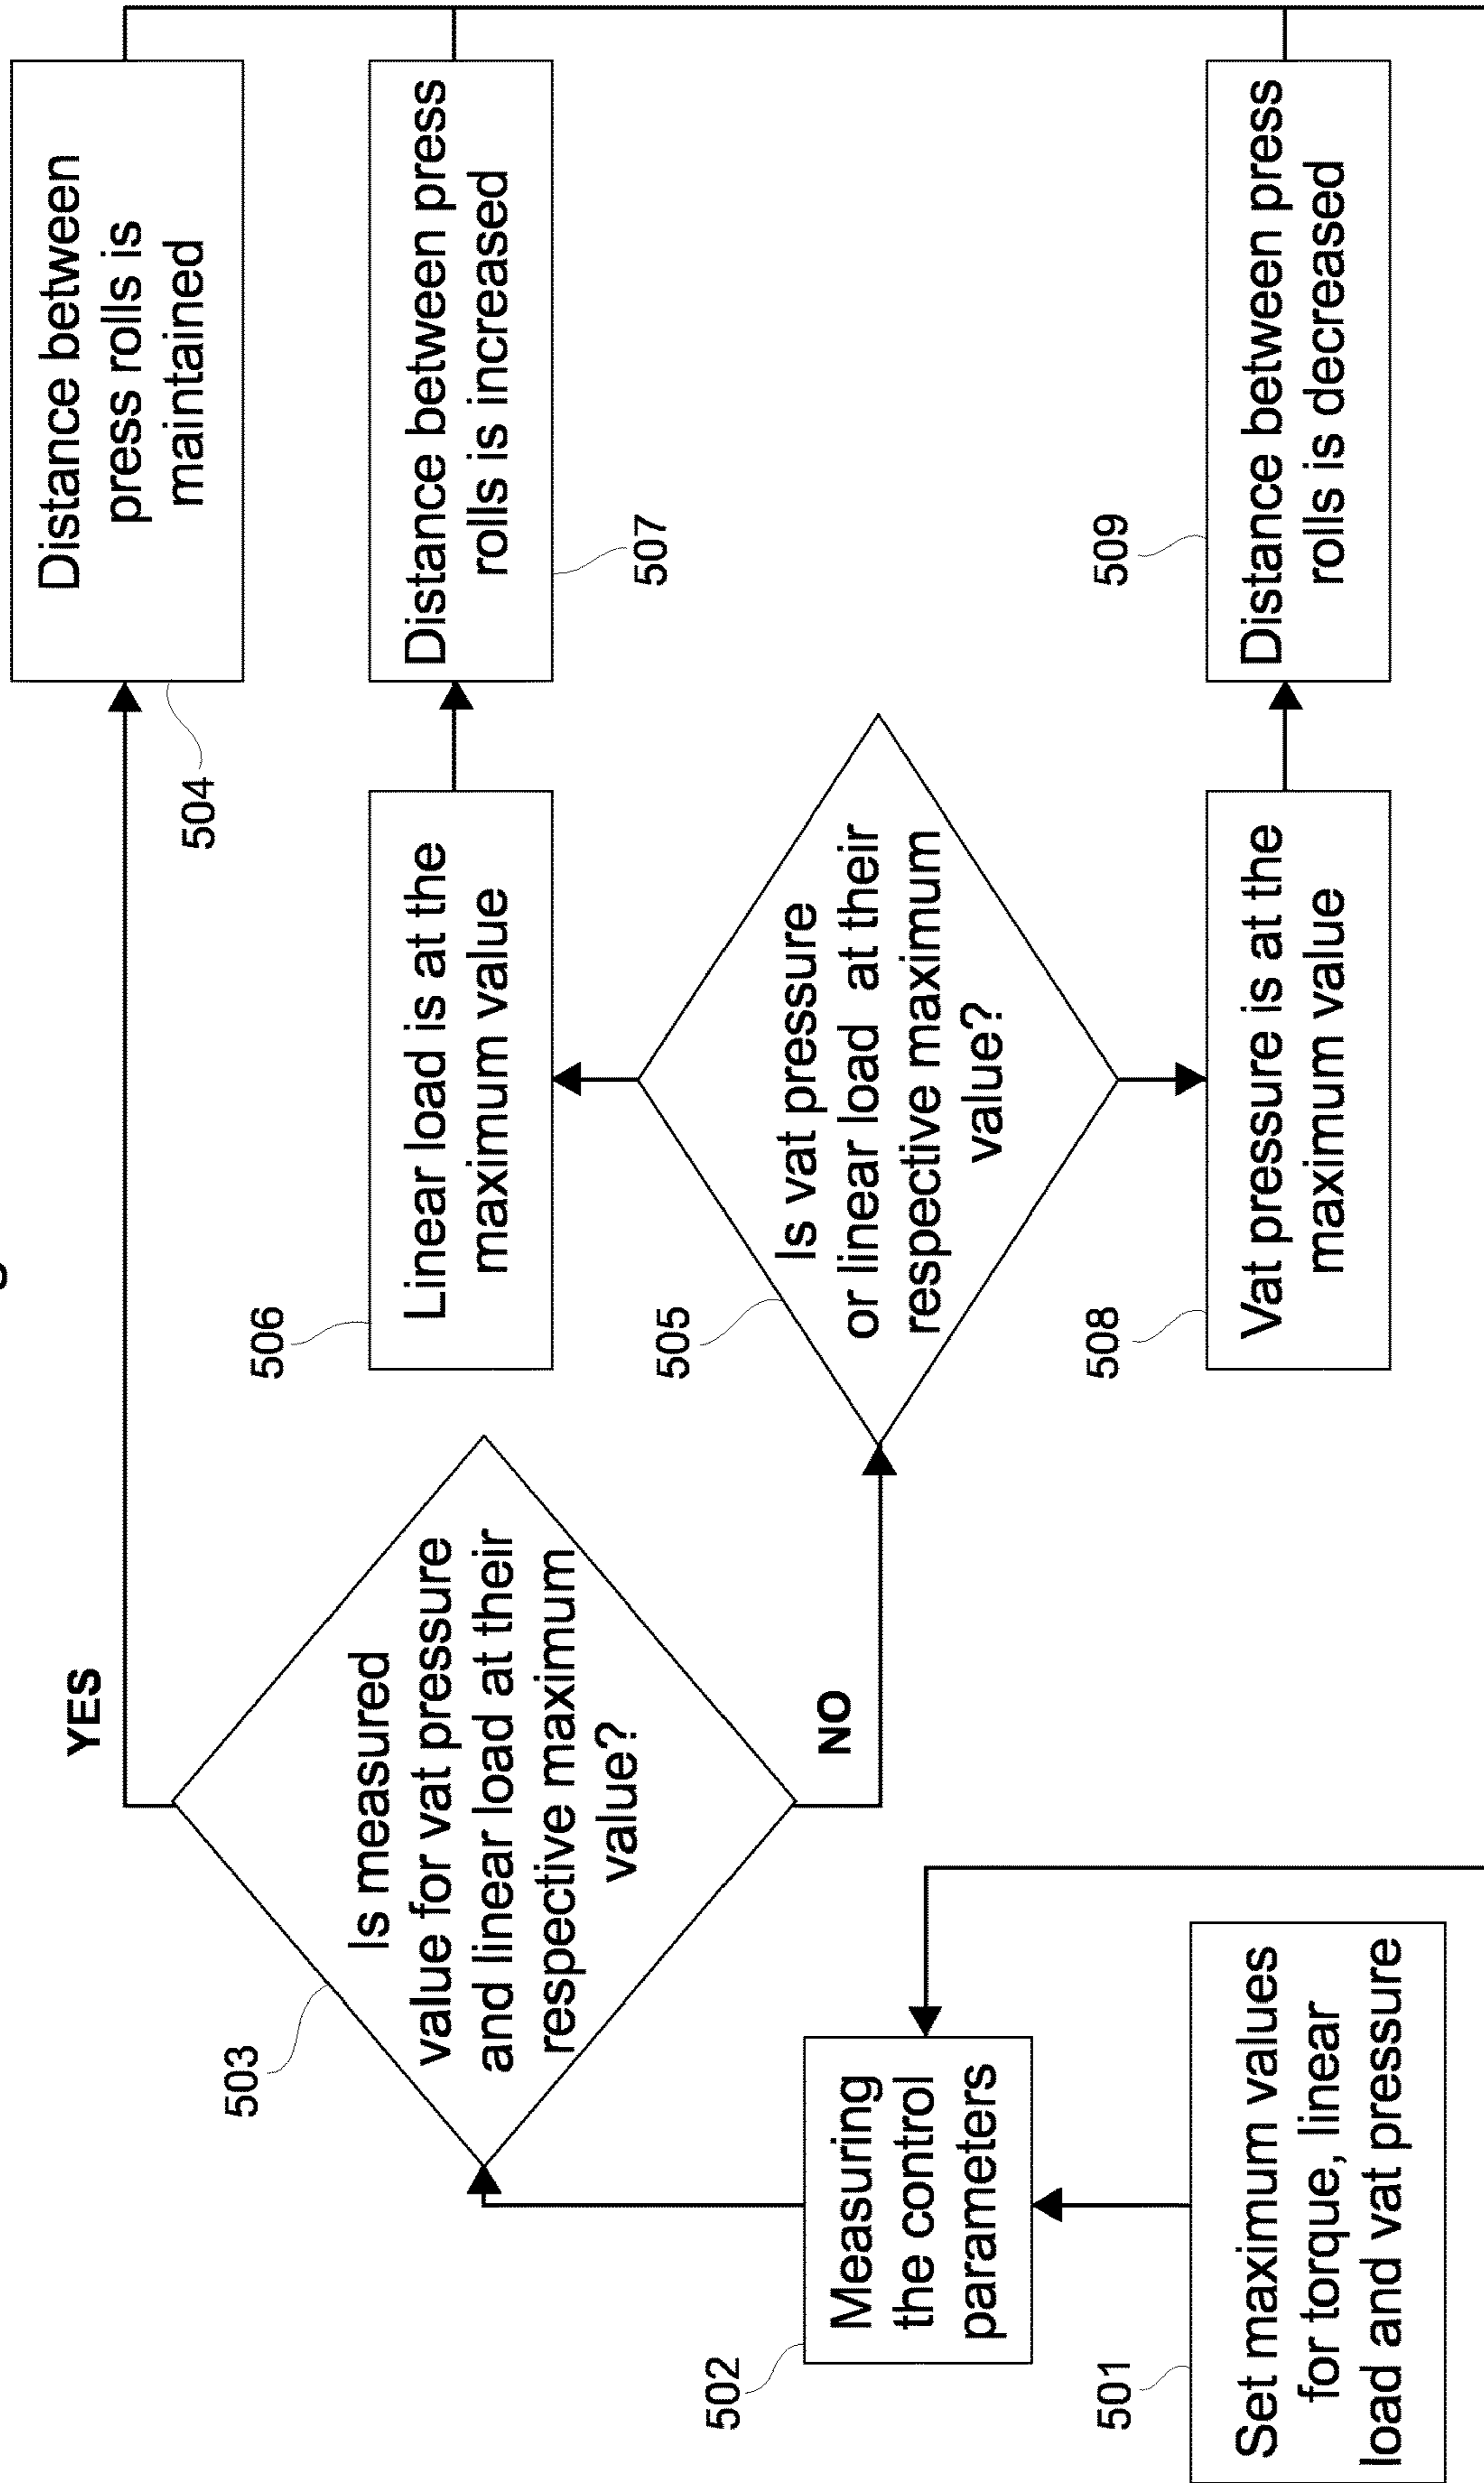 501
Set maximum values
for torque, linear
load and vat pressure
502
Measuring
the control
parameters
503
Is measured
value for vat pressure
and linear load at their
respective maximum
value?
YES
NO
504
Distance between
press rolls is
maintained
505
Is vat pressure
or linear load at their
respective maximum
value?
506
Linear load is at the
maximum value
507
Distance between press
rolls is increased
508
Vat pressure is at the
maximum value
509
Distance between press
rolls is decreased